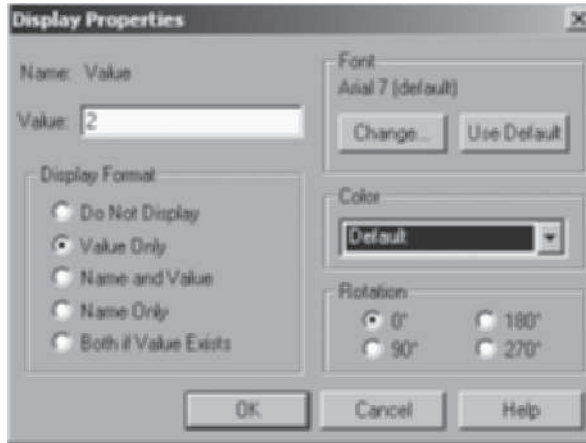 Display Properties
Name: Value
Value: 2
Display Format
Do Not Display
Value Only
Name and Value
Name Only
Both if Value Exists
Font
Arial 7 (default)
Change...
Use Default
Color
Default
Rotation
0° 180°
90° 270°
OK Cancel Help